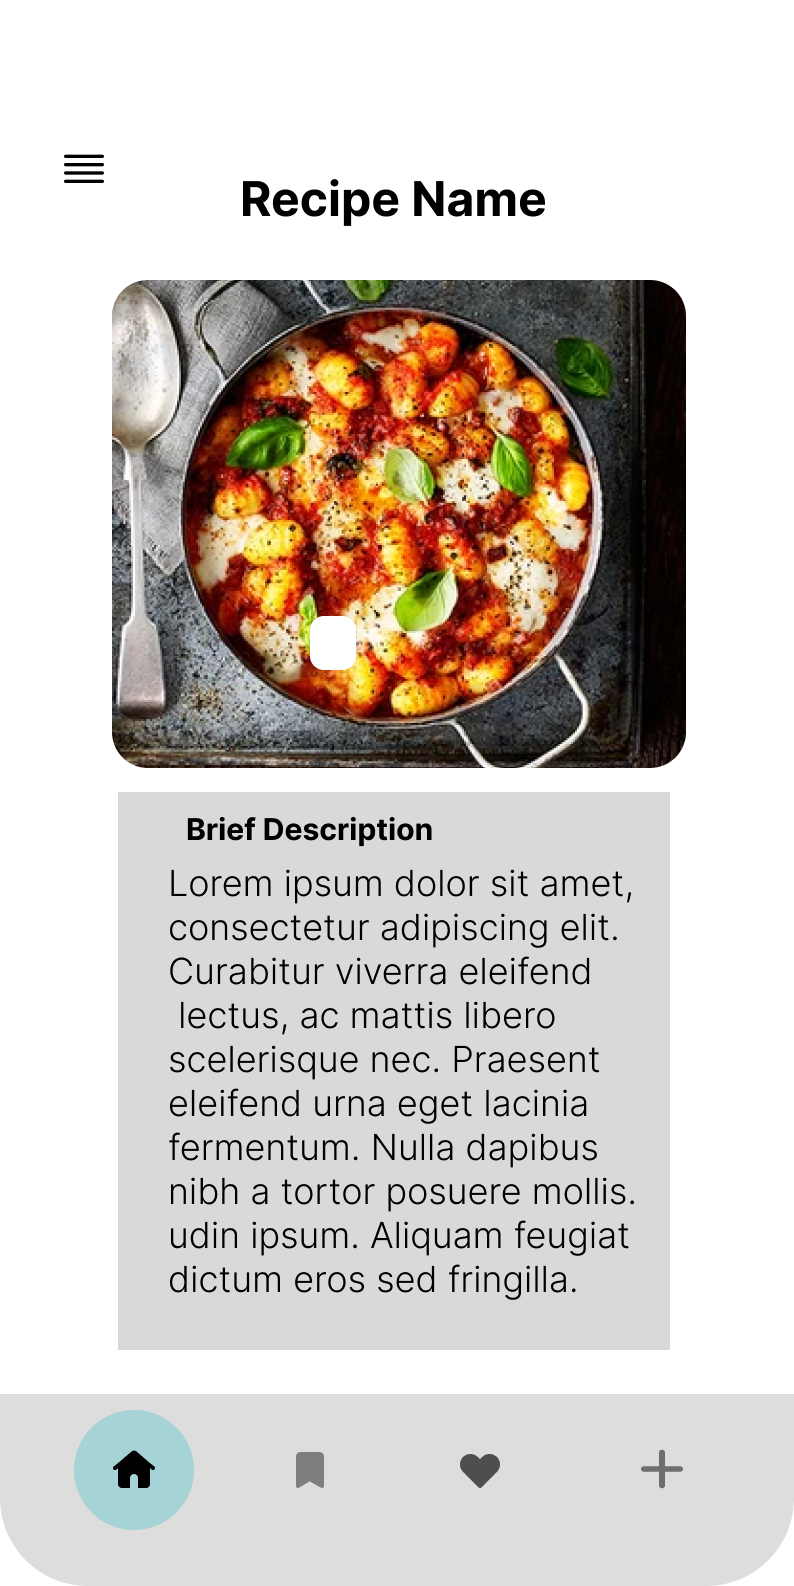 Recipe Name
Brief Description
Lorem ipsum dolor sit amet,
consectetur adipiscing elit.
Curabitur viverra eleifend
lectus, ac mattis libero
scelerisque nec. Praesent
eleifend urna eget lacinia
fermentum. Nulla dapibus
nibh a tortor posuere mollis.
udin ipsum. Aliquam feugiat
dictum eros sed fringilla.